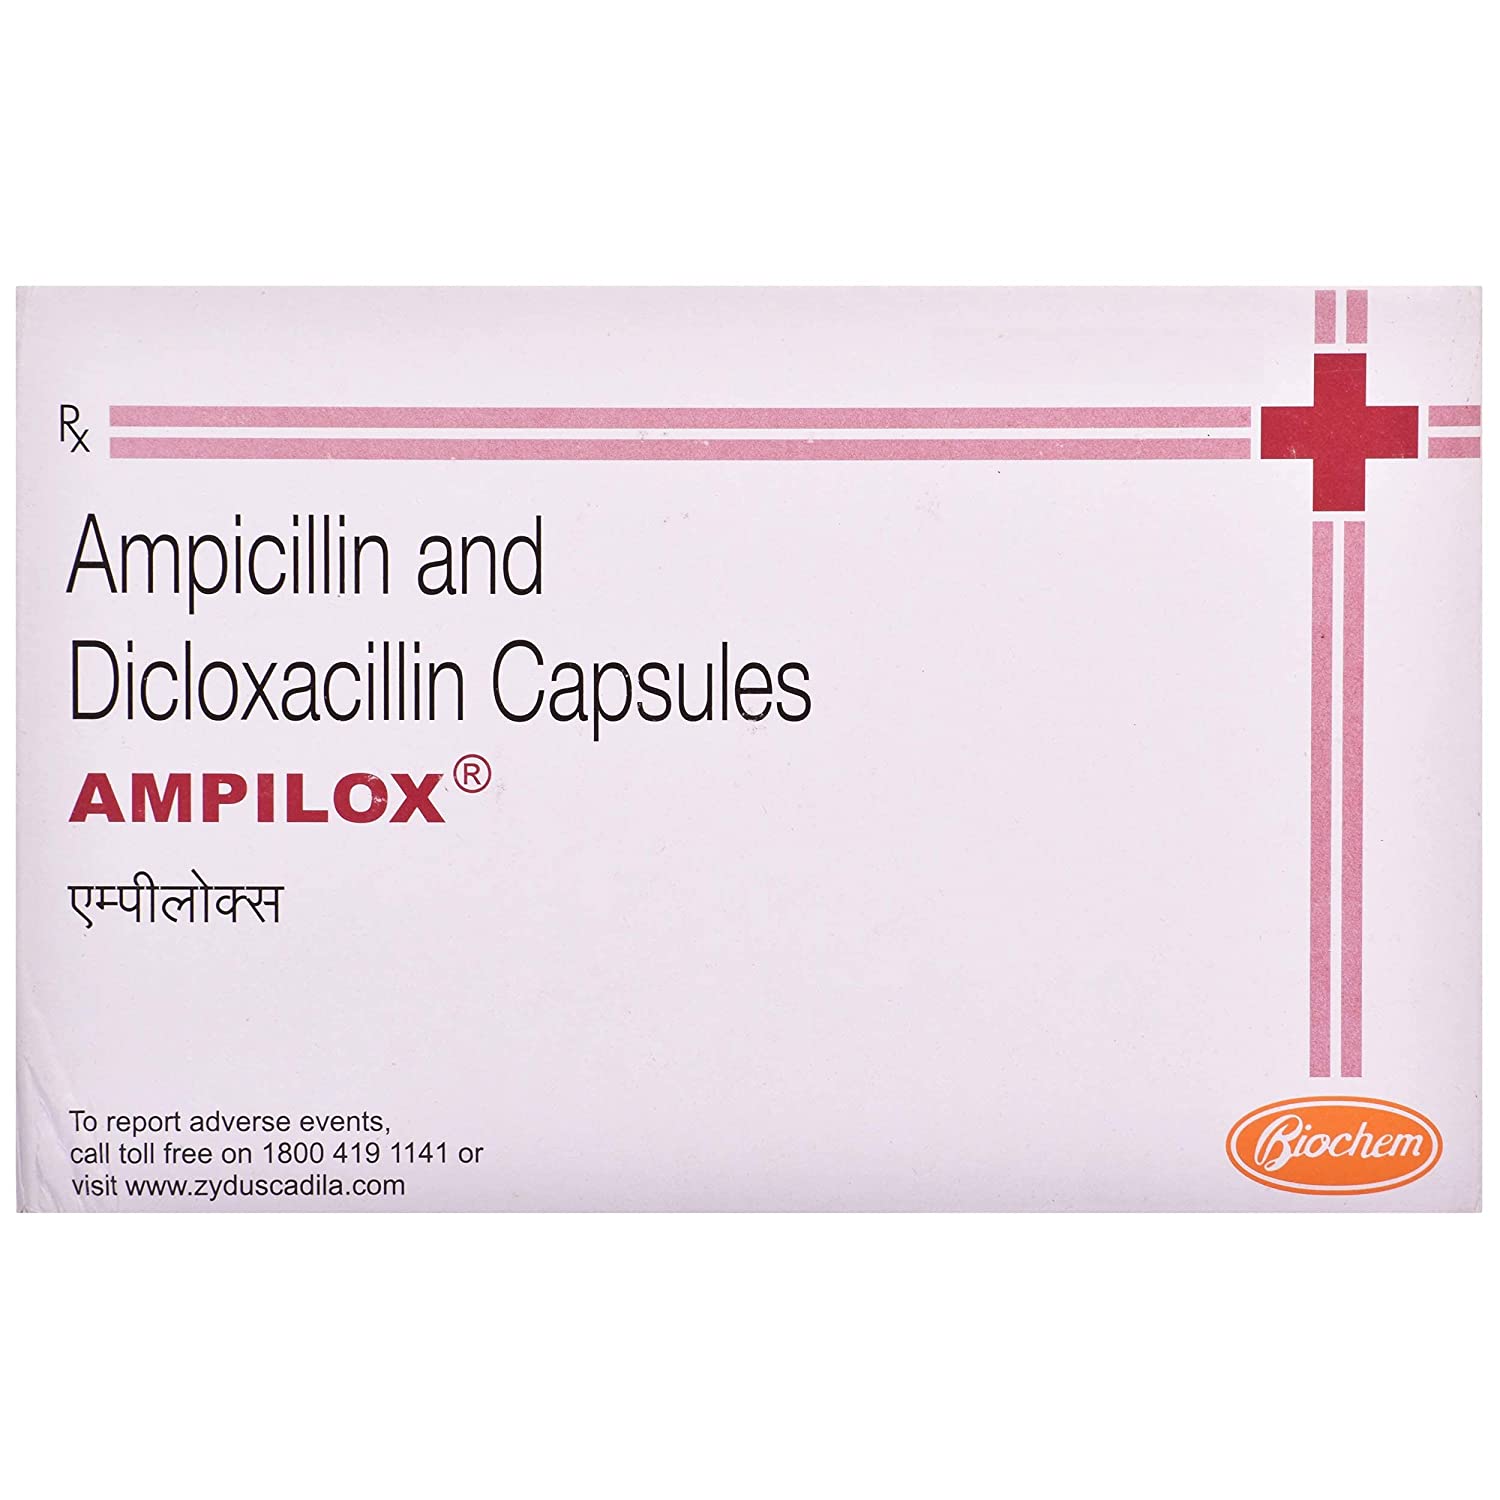 Rx
Ampicillin and
Dicloxacillin Capsules
AMPILOX®
एम्पीलोक्स
To report adverse events,
call toll free on 1800 419 1141 or
visit www.zyduscadila.com
Biochem